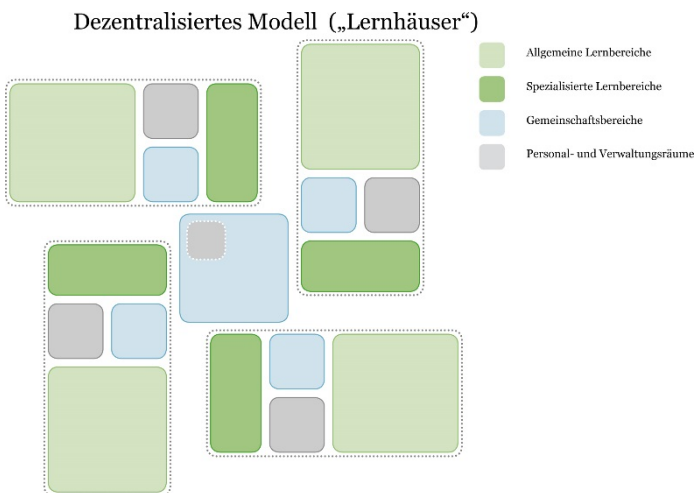 Dezentralisiertes Modell („Lernhäuser“)
Allgemeine Lernbereiche
Spezialisierte Lernbereiche
Gemeinschaftsbereiche
Personal- und Verwaltungsräume